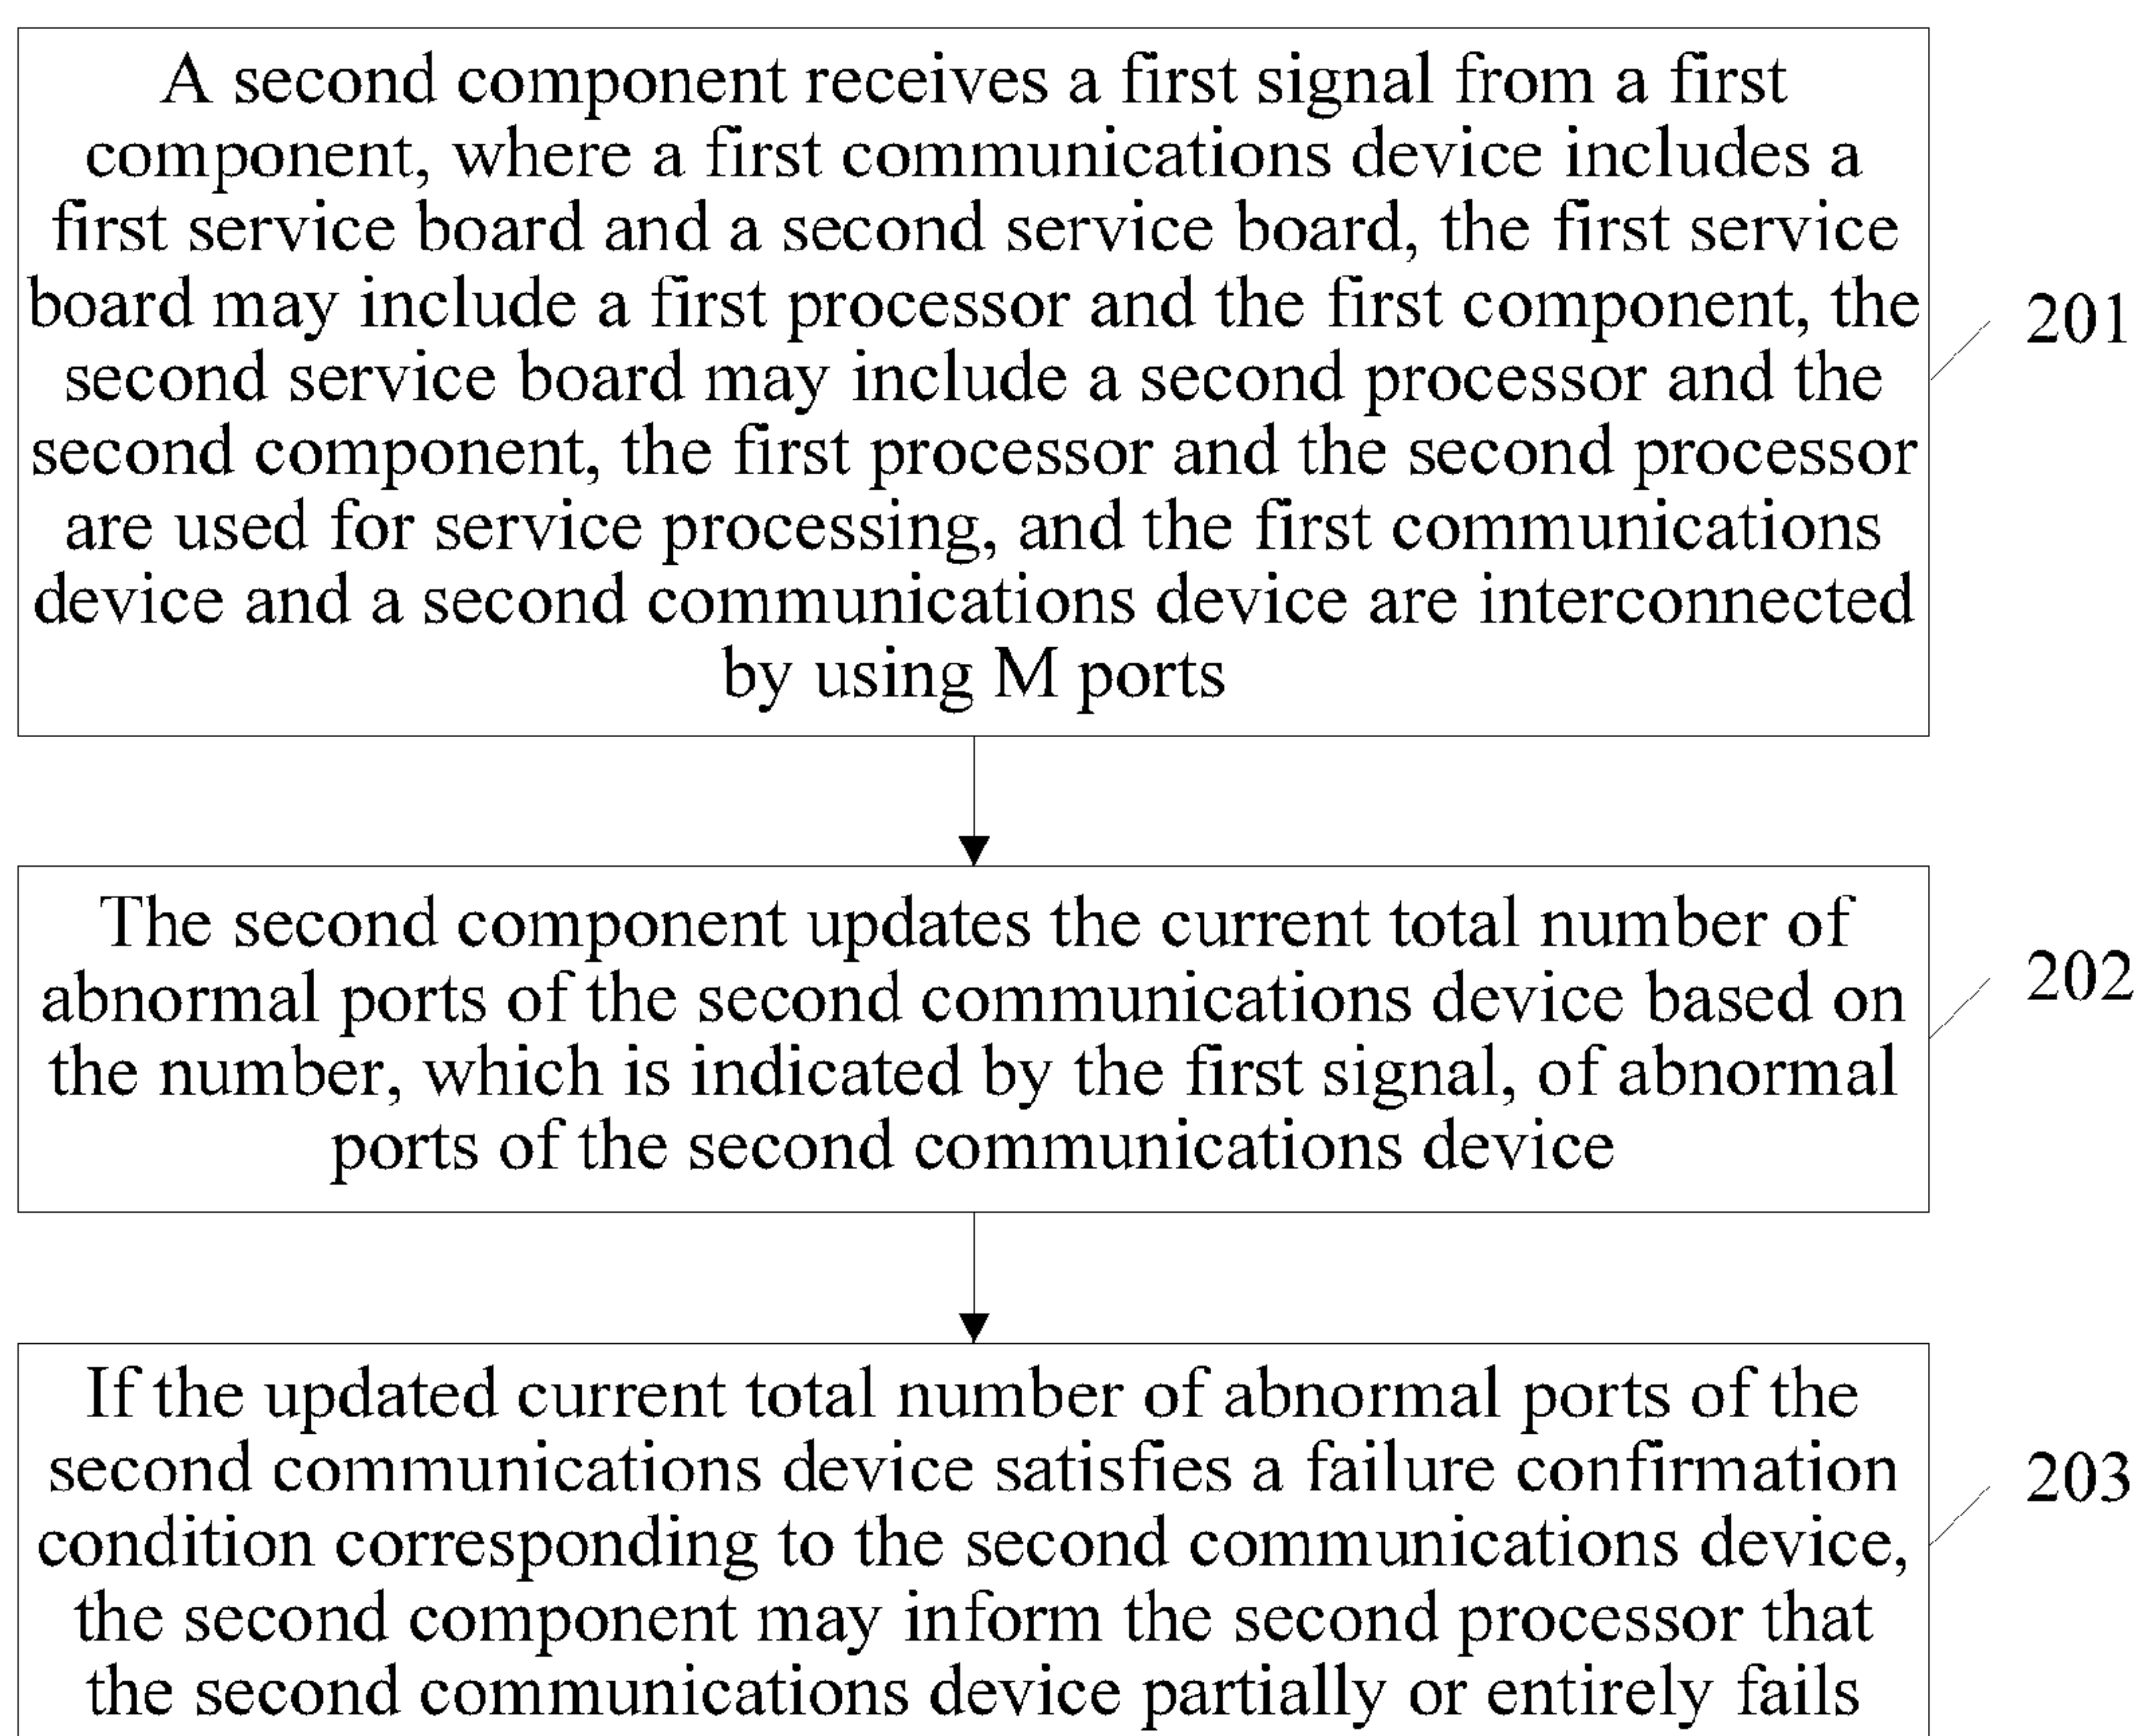 A second component receives a first signal from a first
component, where a first communications device includes a
first service board and a second service board, the first service
board may include a first processor and the first component, the
second service board may include a second processor and the
second component, the first processor and the second processor
are used for service processing, and the first communications
device and a second communications device are interconnected
by using M ports
201
The second component updates the current total number of
abnormal ports of the second communications device based on
the number, which is indicated by the first signal, of abnormal
ports of the second communications device
202
If the updated current total number of abnormal ports of the
second communications device satisfies a failure confirmation
condition corresponding to the second communications device,
the second component may inform the second processor that
the second communications device partially or entirely fails
203